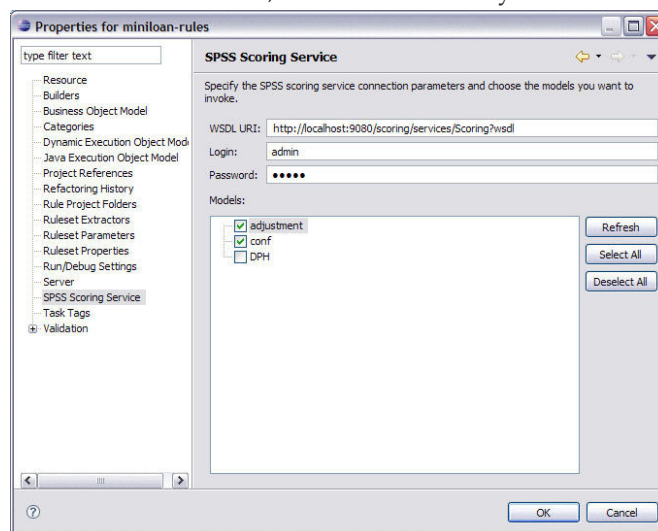 Properties for miniloan-rules
type filter text
Resource
Builders
Business Object Model
Categories
Dynamic Execution Object Mod
Java Execution Object Model
Project References
Refactoring History
Rule Project Folders
Ruleset Extractors
Ruleset Parameters
Ruleset Properties
Run/Debug Settings
Server
SPSS Scoring Service
Task Tags
Validation
SPSS Scoring Service
Specify the SPSS scoring service connection parameters and choose the models you want to
invoke.
WSDL URI: http://localhost:9080/scoring/services/Scoring?wsdl
Login: admin
Password: •••••
Models:
adjustment
conf
DPH
Refresh
Select All
Deselect All
OK
Cancel